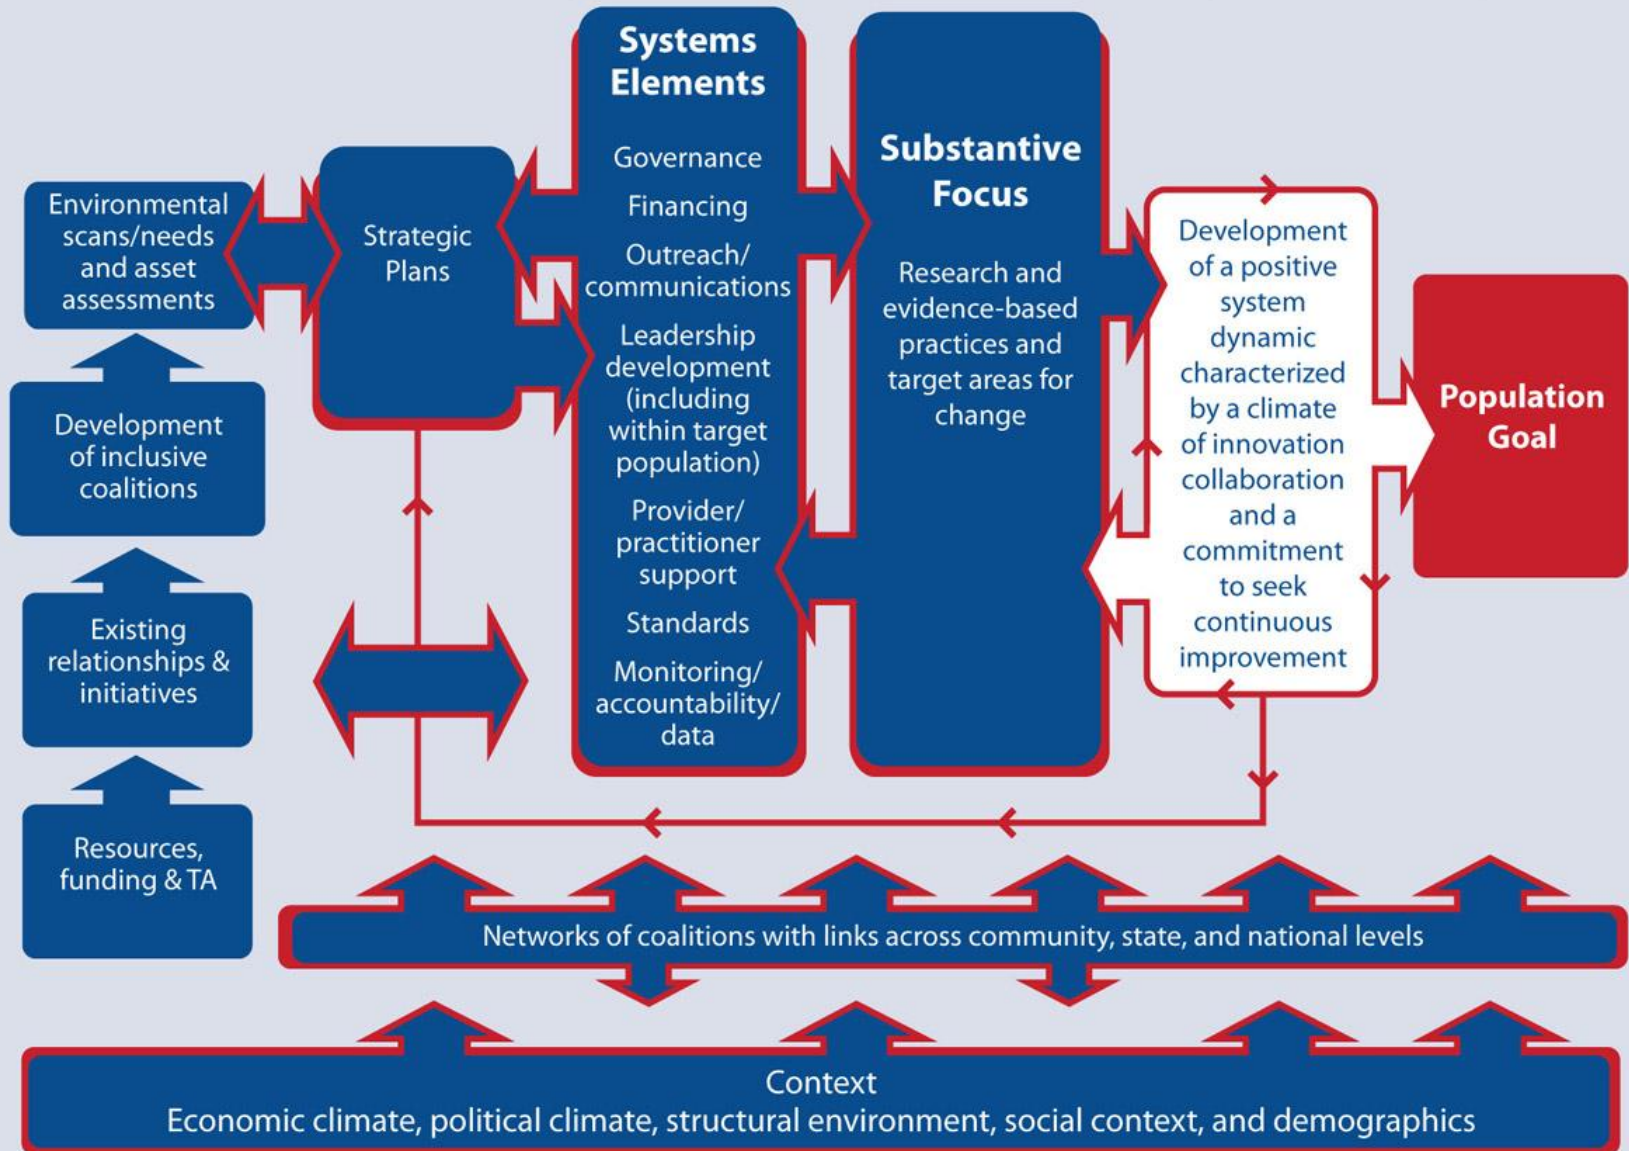 Environmental
scans/needs
and asset
assessments
Development
of inclusive
coalitions
Existing
relationships &
initiatives
Resources,
funding & TA
Strategic
Plans
Systems
Elements
Governance
Financing
Outreach/
communications
Leadership
development
(including
within target
population)
Provider/
practitioner
support
Standards
Monitoring/
accountability/
data
Substantive
Focus
Research and
evidence-based
practices and
target areas for
change
Development
of a positive
system
dynamic
characterized
by a climate
of innovation
collaboration
and a
commitment
to seek
continuous
improvement
Population
Goal
Networks of coalitions with links across community, state, and national levels
Context
Economic climate, political climate, structural environment, social context, and demographics